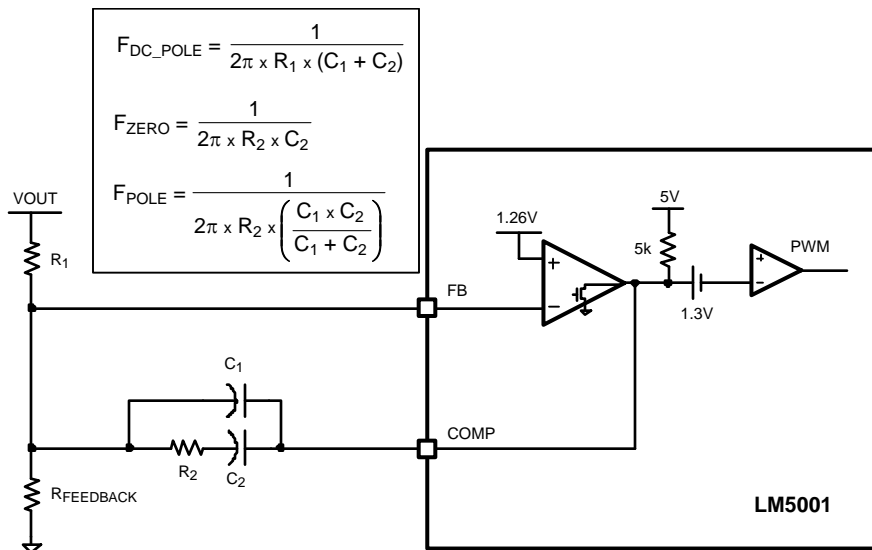 F_DC_POLE = 1 / (2π x R₁ x (C₁ + C₂))
F_ZERO = 1 / (2π x R₂ x C₂)
F_POLE = 1 / (2π x R₂ x ((C₁ x C₂) / (C₁ + C₂)))
VOUT
R₁
1.26V
+
−
5V
5k
1.3V
+
−
PWM
FB
C₁
R₂
C₂
COMP
R_FEEDBACK
LM5001